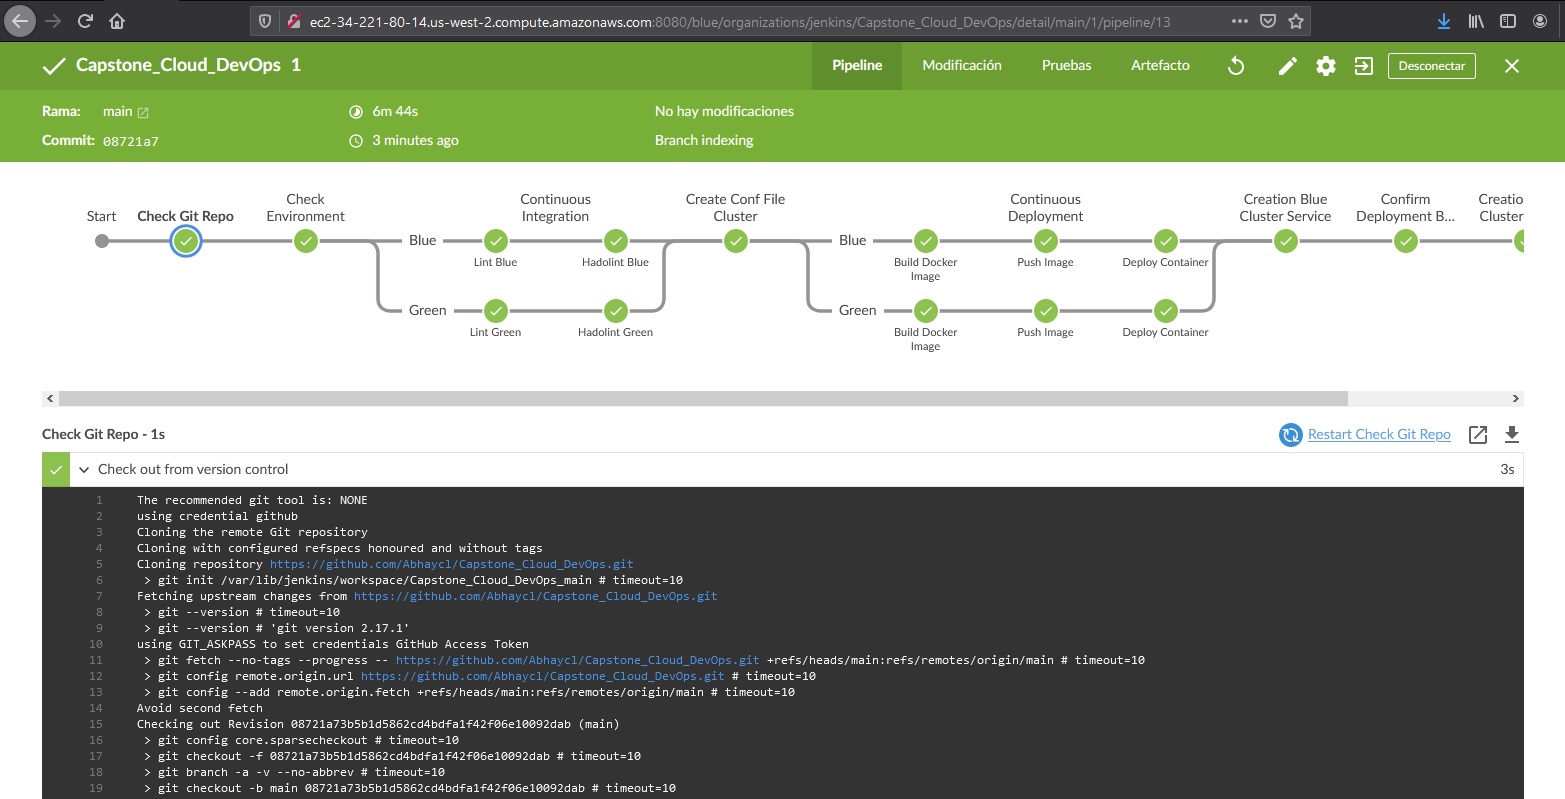 ec2-34-221-80-14.us-west-2.compute.amazonaws.com:8080/blue/organizations/jenkins/Capstone_Cloud_DevOps/detail/main/1/pipeline/13
Capstone_Cloud_DevOps 1
Pipeline Modificación Pruebas Artefacto Desconectar
Rama: main 6m 44s No hay modificaciones
Commit: 08721a7 3 minutes ago Branch indexing
Start
Check Git Repo
Check
Environment
Continuous
Integration
Create Conf File
Cluster
Continuous
Deployment
Creation Blue
Cluster Service
Confirm
Deployment B...
Creatio
Cluster
Blue
Lint Blue
Hadolint Blue
Blue
Build Docker
Image
Push Image
Deploy Container
Green
Lint Green
Hadolint Green
Green
Build Docker
Image
Push Image
Deploy Container
Check Git Repo - 1s
Restart Check Git Repo
Check out from version control 3s
1 The recommended git tool is: NONE
2 using credential github
3 Cloning the remote Git repository
4 Cloning with configured refspecs honoured and without tags
5 Cloning repository https://github.com/Abhaycl/Capstone_Cloud_DevOps.git
6 > git init /var/lib/jenkins/workspace/Capstone_Cloud_DevOps_main # timeout=10
7 Fetching upstream changes from https://github.com/Abhaycl/Capstone_Cloud_DevOps.git
8 > git --version # timeout=10
9 > git --version # 'git version 2.17.1'
10 using GIT_ASKPASS to set credentials GitHub Access Token
11 > git fetch --no-tags --progress -- https://github.com/Abhaycl/Capstone_Cloud_DevOps.git +refs/heads/main:refs/remotes/origin/main # timeout=10
12 > git config remote.origin.url https://github.com/Abhaycl/Capstone_Cloud_DevOps.git # timeout=10
13 > git config --add remote.origin.fetch +refs/heads/main:refs/remotes/origin/main # timeout=10
14 Avoid second fetch
15 Checking out Revision 08721a73b5b1d5862cd4bdfa1f42f06e10092dab (main)
16 > git config core.sparsecheckout # timeout=10
17 > git checkout -f 08721a73b5b1d5862cd4bdfa1f42f06e10092dab # timeout=10
18 > git branch -a -v --no-abbrev # timeout=10
19 > git checkout -b main 08721a73b5b1d5862cd4bdfa1f42f06e10092dab # timeout=10